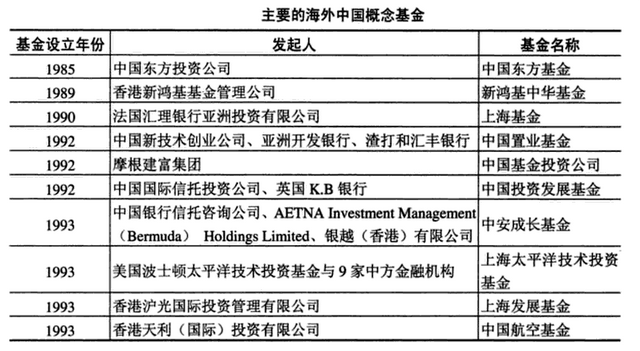 主要的海外中国概念基金
基金设立年份 发起人 基金名称
1985 中国东方投资公司 中国东方基金
1989 香港新鸿基基金管理公司 新鸿基中华基金
1990 法国汇理银行亚洲投资有限公司 上海基金
1992 中国新技术创业公司、亚洲开发银行、渣打和汇丰银行 中国置业基金
1992 摩根建富集团 中国基金投资公司
1992 中国国际信托投资公司、英国 K.B 银行 中国投资发展基金
1993 中国银行信托咨询公司、AETNA Investment Management
（Bermuda） Holdings Limited、银越（香港）有限公司 中安成长基金
1993 美国波士顿太平洋技术投资基金与 9 家中方金融机构 上海太平洋技术投资
基金
1993 香港沪光国际投资管理有限公司 上海发展基金
1993 香港天利（国际）投资有限公司 中国航空基金